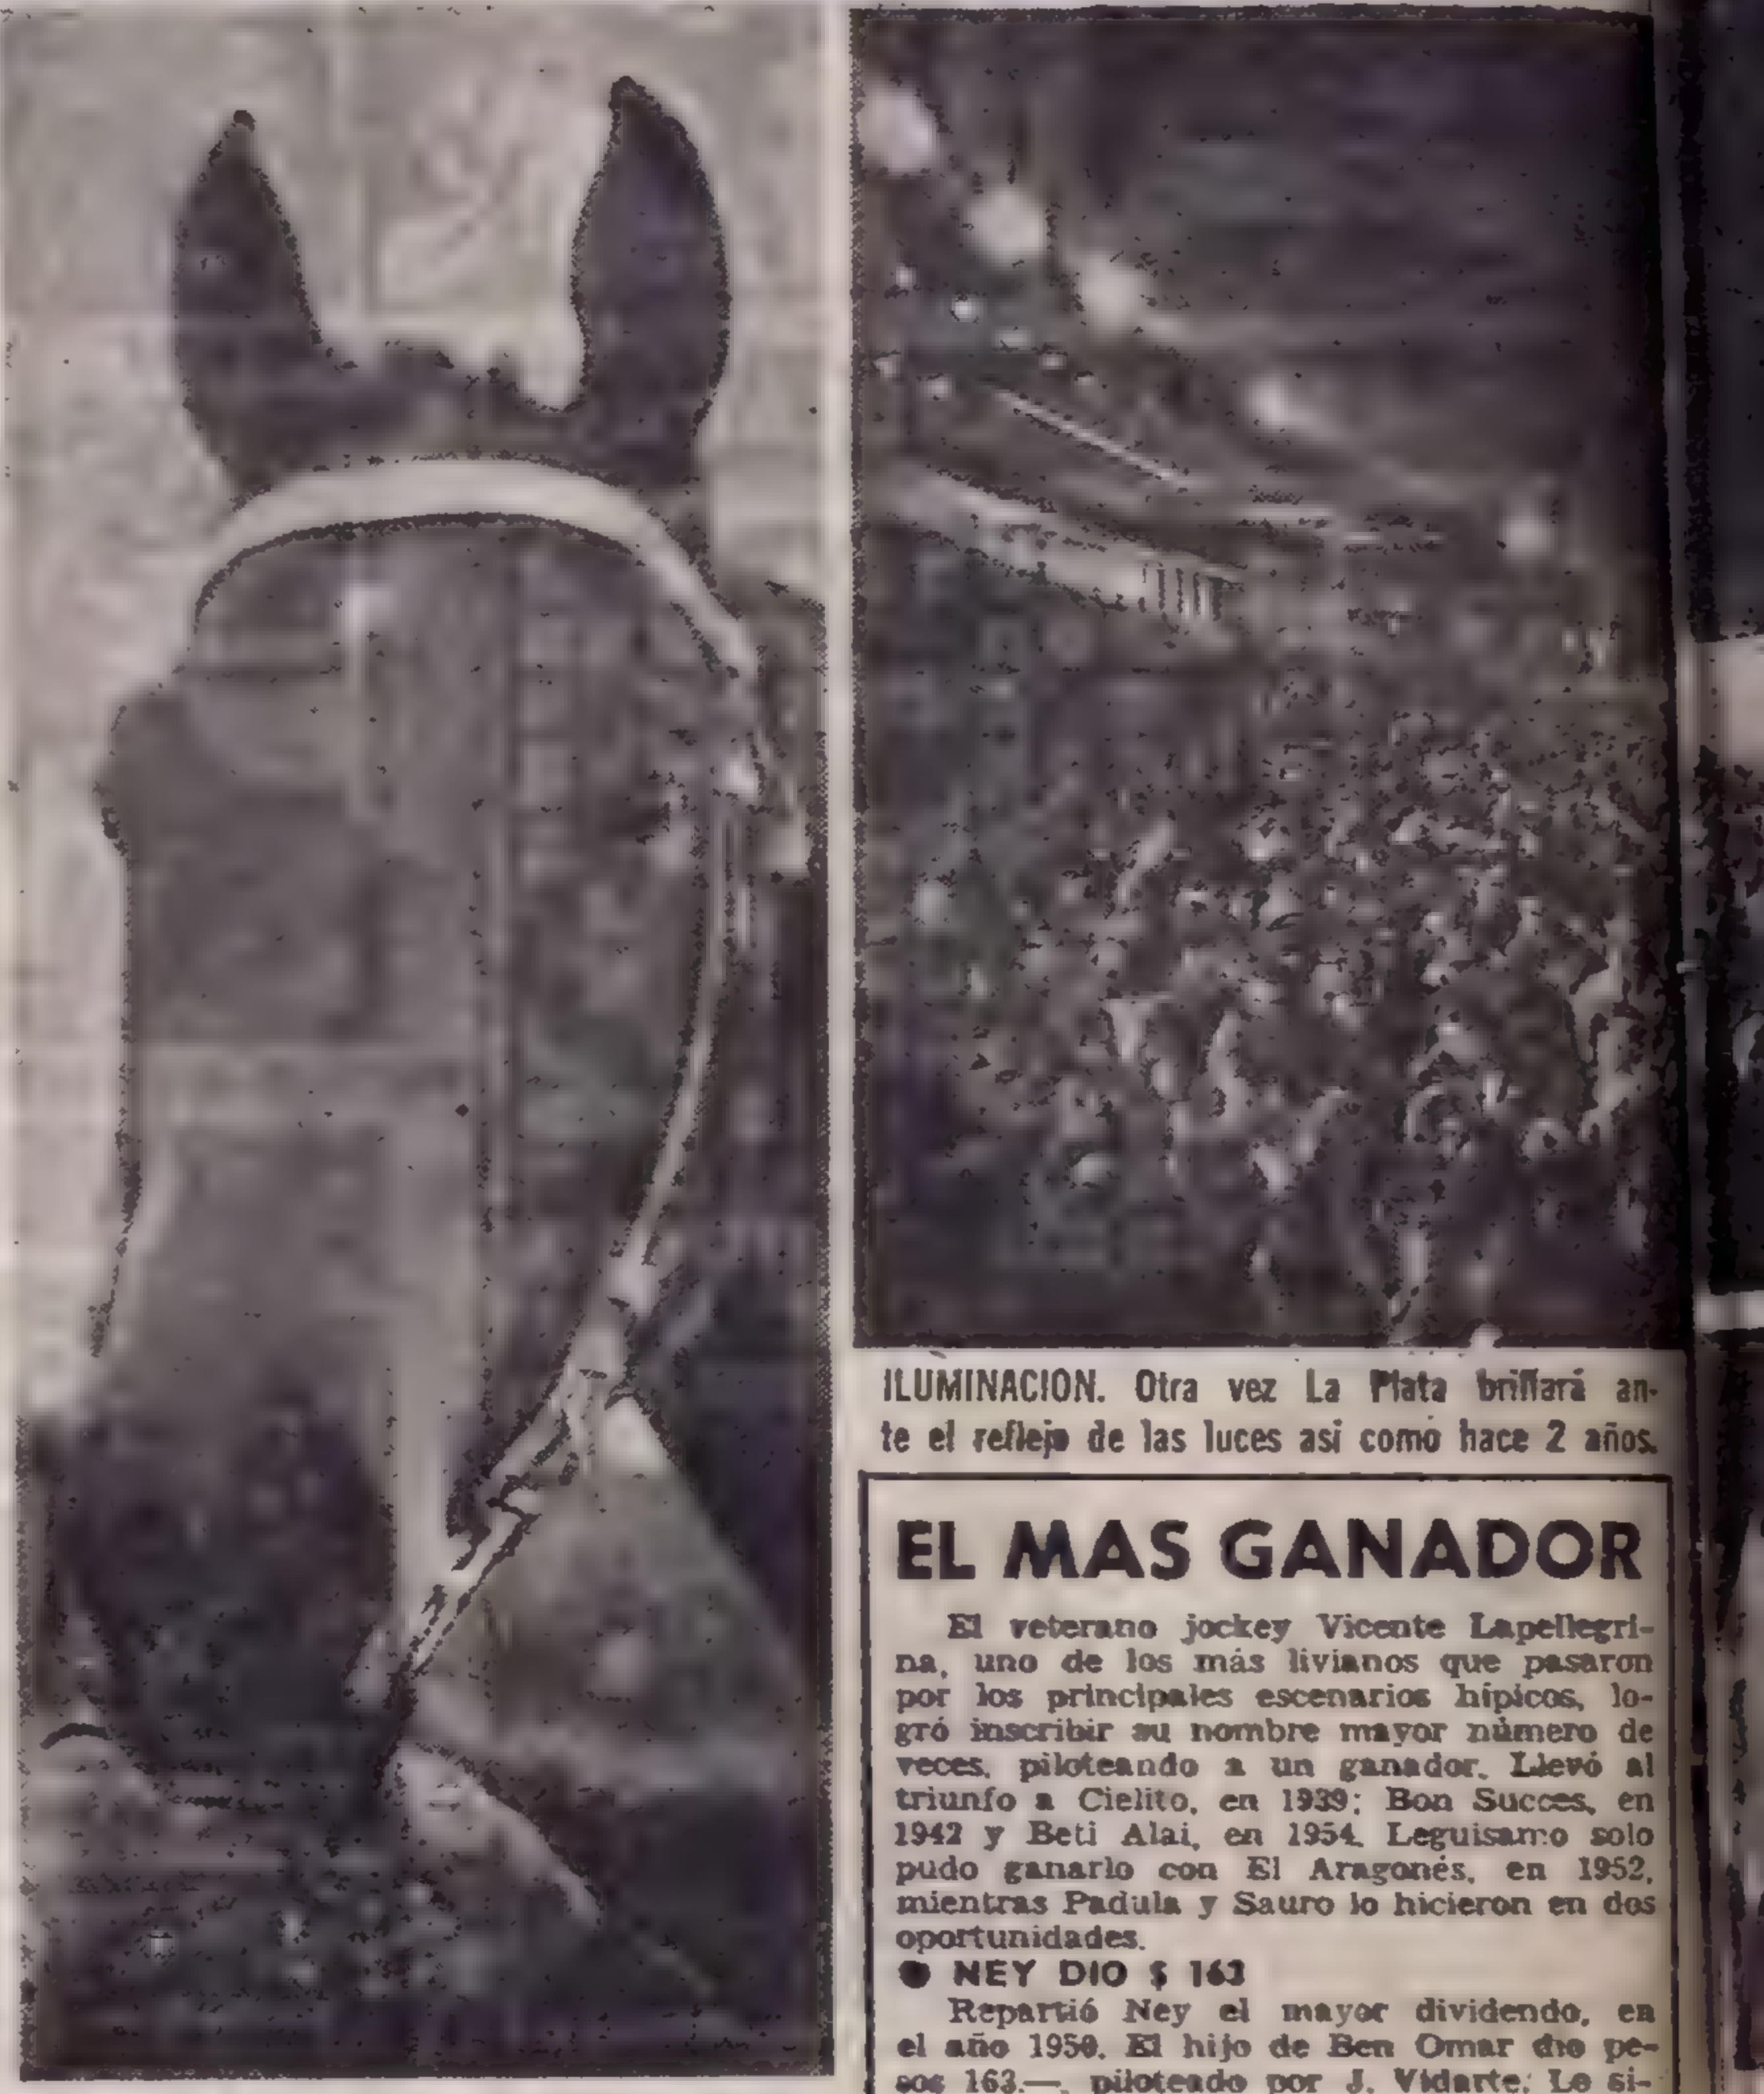 ILUMINACION. Otra vez La Plata brillará an-
te el reflejo de las luces asi como hace 2 años.
EL MAS GANADOR
El veterano jockey Vicente Lapellegri-
na, uno de los más livianos que pasaron
por los principales escenarios hípicos, lo-
gró inscribir su nombre mayor número de
veces, piloteando a un ganador. Llevó al
triunfo a Cielito, en 1939; Bon Succes, en
1942 y Beti Alai, en 1954. Leguisamo solo
pudo ganarlo con El Aragonés, en 1952,
mientras Padula y Sauro lo hicieron en dos
oportunidades.
● NEY DIO $ 163
Repartió Ney el mayor dividendo, en
el año 1950. El hijo de Ben Omar dio pe-
sos 163.—, piloteado por J. Vidarte. Le si-